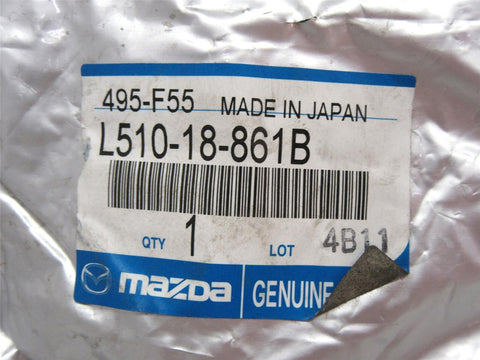 495-F55 MADE IN JAPAN
L510-18-861B
QTY 1 LOT 4B11
mazda GENUINE